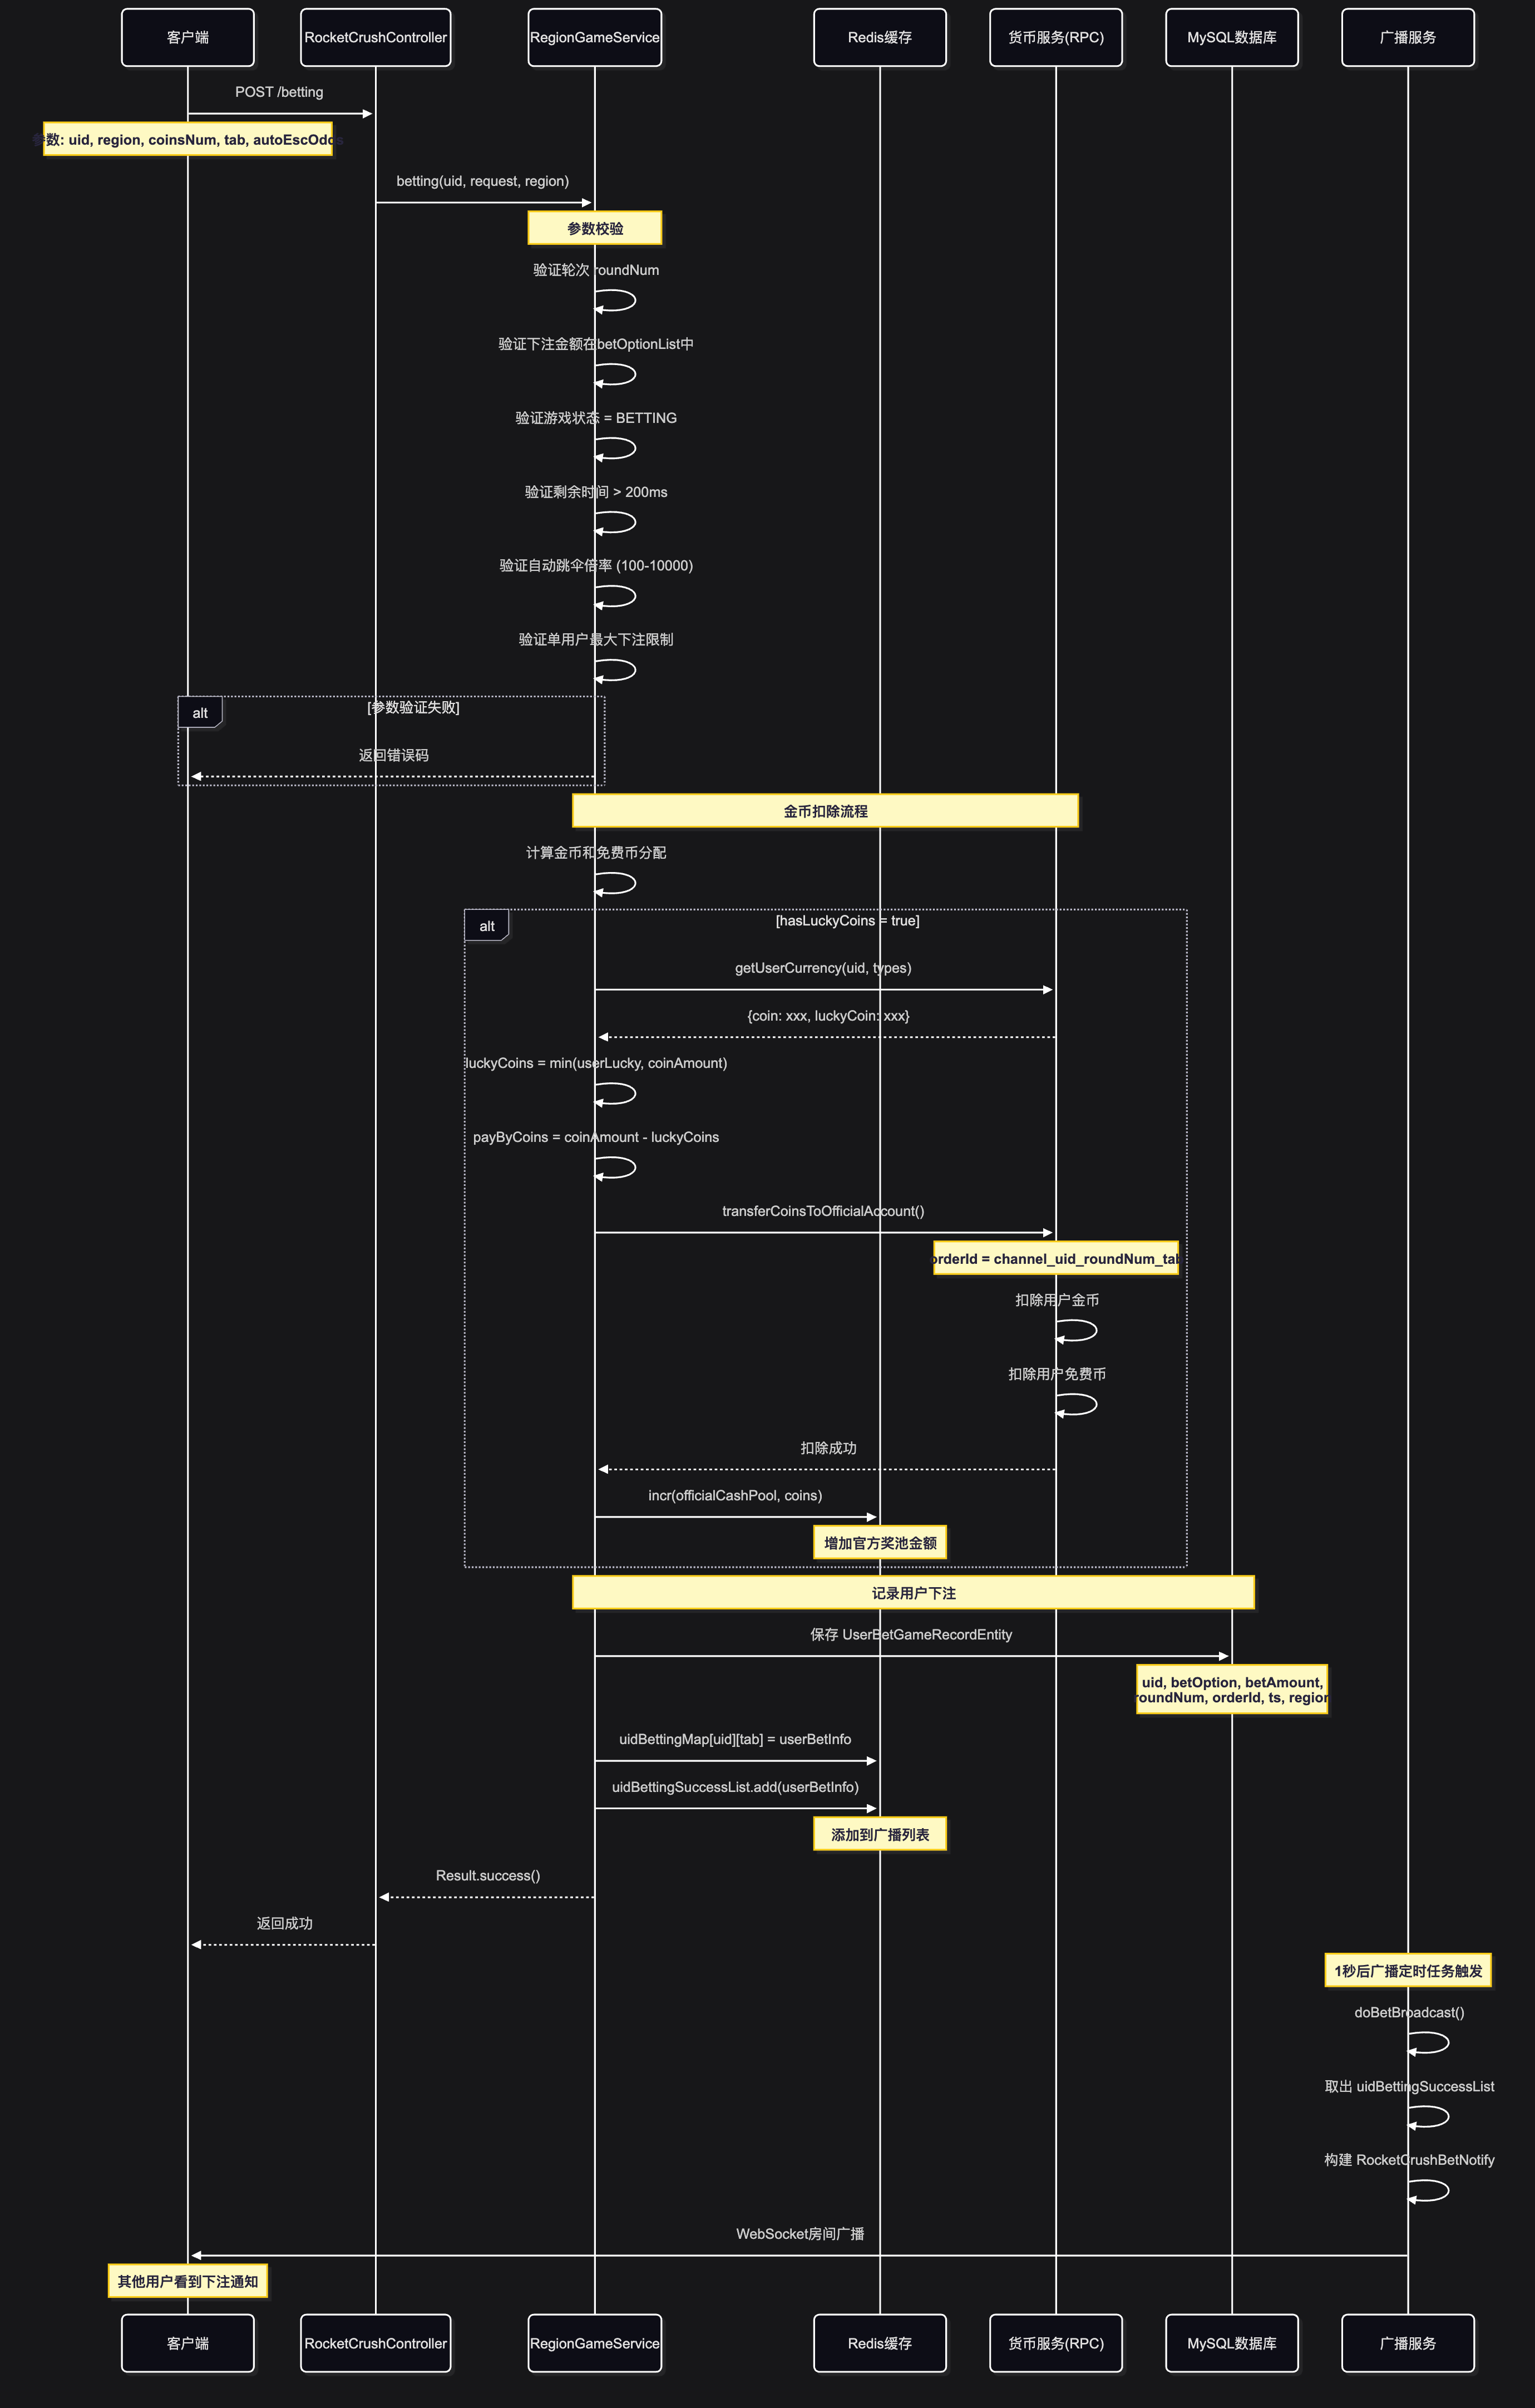 客户端
RocketCrushController
RegionGameService
Redis缓存
货币服务(RPC)
MySQL数据库
广播服务
POST /betting
参数: uid, region, coinsNum, tab, autoEscOdds
betting(uid, request, region)
参数校验
验证轮次 roundNum
验证下注金额在betOptionList中
验证游戏状态 = BETTING
验证剩余时间 > 200ms
验证自动跳伞倍率 (100-10000)
验证单用户最大下注限制
alt
[参数验证失败]
返回错误码
金币扣除流程
计算金币和免费币分配
alt
[hasLuckyCoins = true]
getUserCurrency(uid, types)
{coin: xxx, luckyCoin: xxx}
luckyCoins = min(userLucky, coinAmount)
payByCoins = coinAmount - luckyCoins
transferCoinsToOfficialAccount()
orderId = channel_uid_roundNum_tab
扣除用户金币
扣除用户免费币
扣除成功
incr(officialCashPool, coins)
增加官方奖池金额
记录用户下注
保存 UserBetGameRecordEntity
uid, betOption, betAmount,
roundNum, orderId, ts, region
uidBettingMap[uid][tab] = userBetInfo
uidBettingSuccessList.add(userBetInfo)
添加到广播列表
Result.success()
返回成功
1秒后广播定时任务触发
doBetBroadcast()
取出 uidBettingSuccessList
构建 RocketCrushBetNotify
WebSocket房间广播
其他用户看到下注通知
客户端
RocketCrushController
RegionGameService
Redis缓存
货币服务(RPC)
MySQL数据库
广播服务